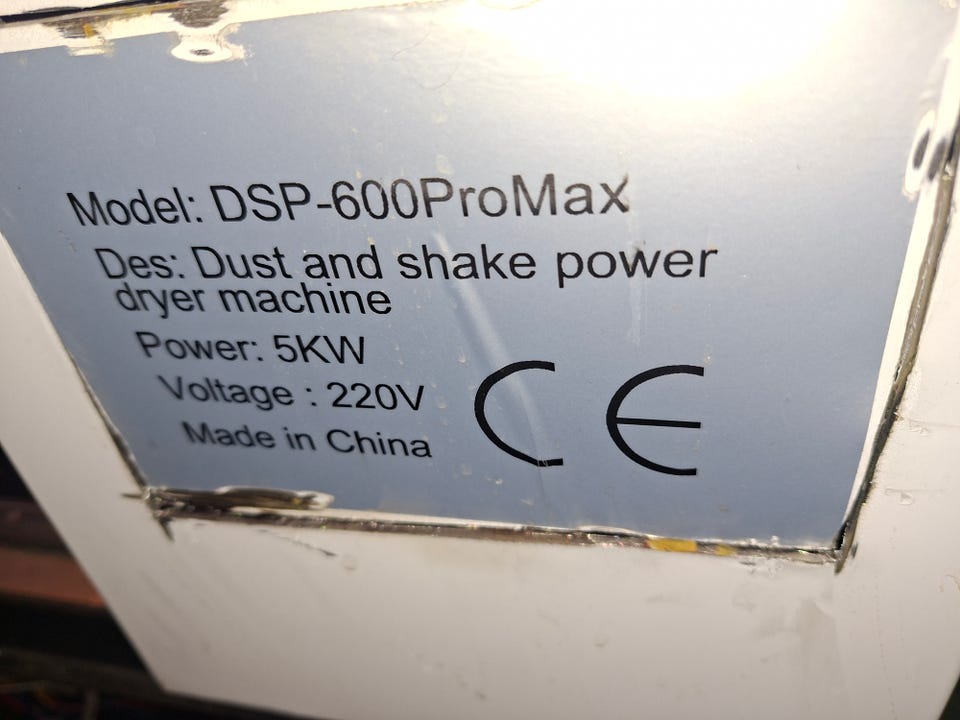 Model: DSP-600ProMax
Des: Dust and shake power
dryer machine
Power: 5KW
Voltage : 220V
Made in China
CE